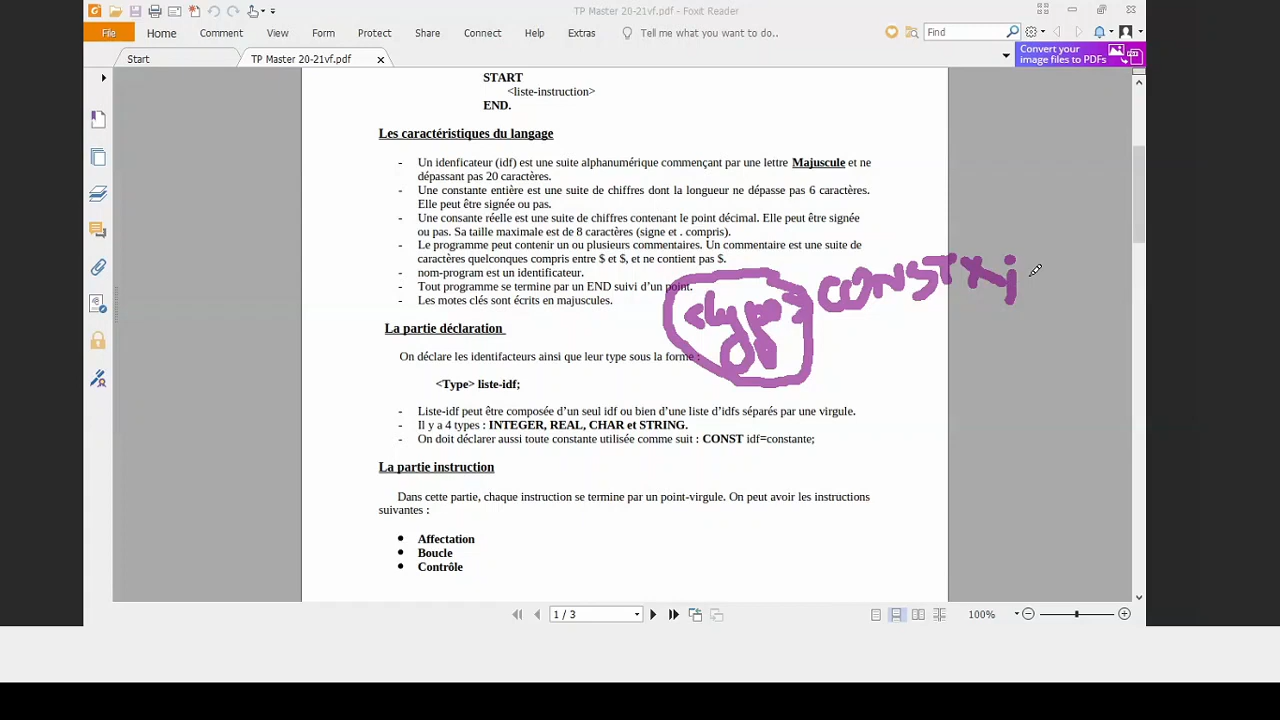 TP Master 20-21vf.pdf - Foxit Reader
File Home Comment View Form Protect Share Connect Help Extras Tell me what you want to do.. Find
Start TP Master 20-21vf.pdf
Convert your
image files to PDFs
START
<liste-instruction>
END.
Les caractéristiques du langage
- Un idenficateur (idf) est une suite alphanumérique commençant par une lettre Majuscule et ne
dépassant pas 20 caractères.
- Une constante entière est une suite de chiffres dont la longueur ne dépasse pas 6 caractères.
Elle peut être signée ou pas.
- Une consante réelle est une suite de chiffres contenant le point décimal. Elle peut être signée
ou pas. Sa taille maximale est de 8 caractères (signe et . compris).
- Le programme peut contenir un ou plusieurs commentaires. Un commentaire est une suite de
caractères quelconques compris entre $ et $, et ne contient pas $.
- nom-program est un identificateur.
- Tout programme se termine par un END suivi d’un point.
- Les motes clés sont écrits en majuscules.
<type> CONST X;
La partie déclaration
On déclare les identifacteurs ainsi que leur type sous la forme :
<Type> liste-idf;
- Liste-idf peut être composée d’un seul idf ou bien d’une liste d’idfs séparés par une virgule.
- Il y a 4 types : INTEGER, REAL, CHAR et STRING.
- On doit déclarer aussi toute constante utilisée comme suit : CONST idf=constante;
La partie instruction
Dans cette partie, chaque instruction se termine par un point-virgule. On peut avoir les instructions
suivantes :
• Affectation
• Boucle
• Contrôle
1 / 3 100%